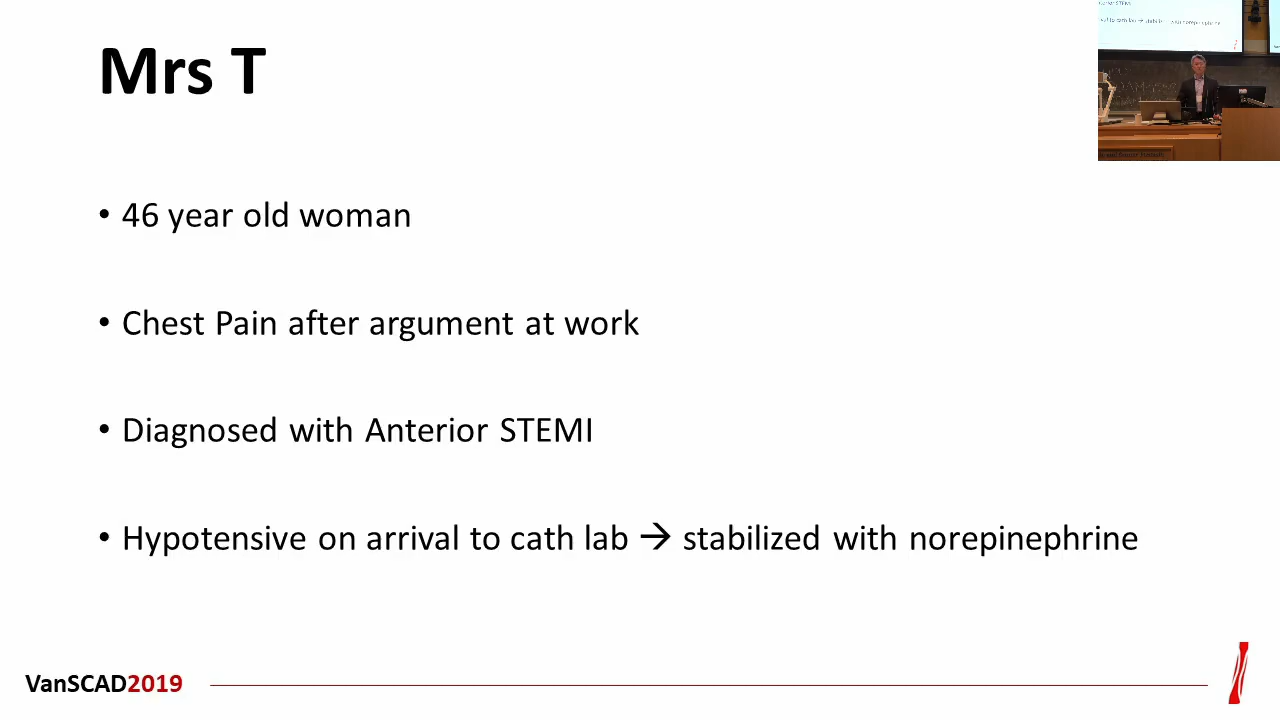 Mrs T
• 46 year old woman
• Chest Pain after argument at work
• Diagnosed with Anterior STEMI
• Hypotensive on arrival to cath lab → stabilized with norepinephrine
VanSCAD2019